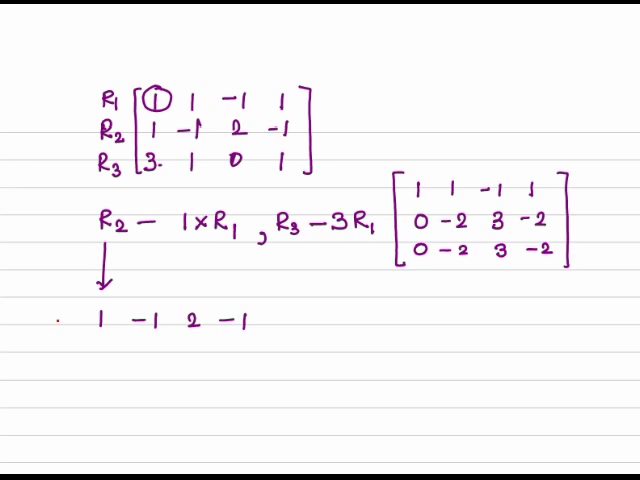 R1 [ 1 1 -1 1 ]
R2 [ 1 -1 2 -1 ]
R3 [ 3 1 0 1 ]
R2 - 1×R1 , R3 - 3R1
[ 1 1 -1 1 ]
[ 0 -2 3 -2 ]
[ 0 -2 3 -2 ]
1 -1 2 -1